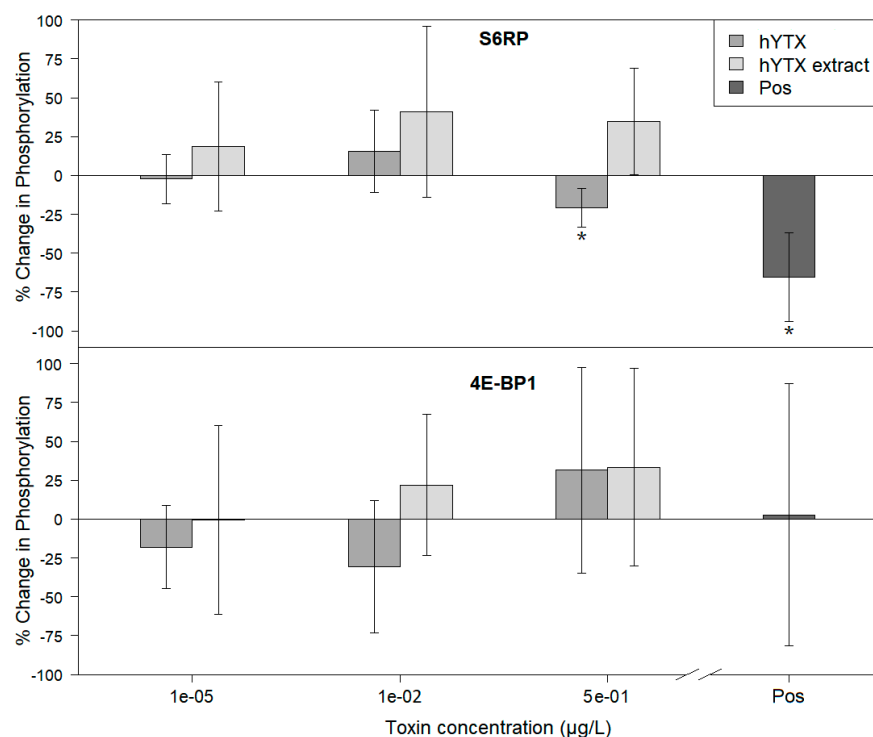 S6RP
hYTX
hYTX extract
Pos
% Change in Phosphorylation
100
75
50
25
0
-25
-50
-75
-100
*
*
4E-BP1
% Change in Phosphorylation
100
75
50
25
0
-25
-50
-75
-100
1e-05
1e-02
5e-01
Pos
Toxin concentration (µg/L)